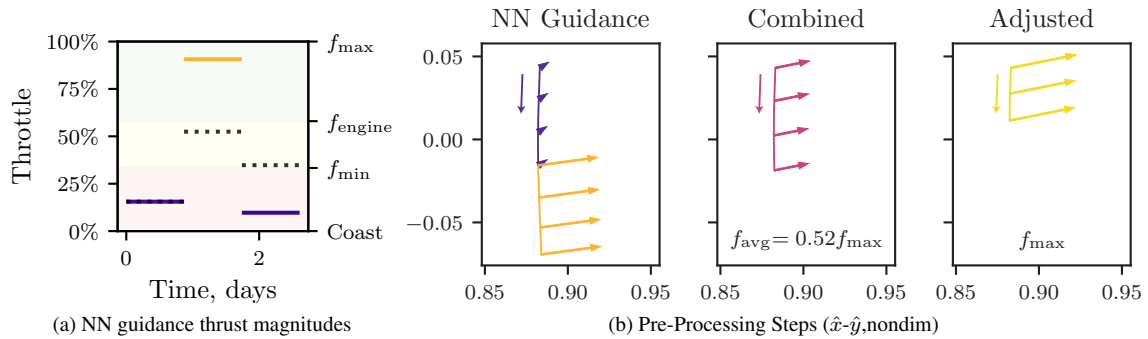 100%
75%
50%
25%
0%
Throttle
f_max
f_engine
f_min
Coast
0
2
Time, days
(a) NN guidance thrust magnitudes
NN Guidance
Combined
Adjusted
0.05
0.00
−0.05
f_avg = 0.52f_max
f_max
0.85 0.90 0.95
0.85 0.90 0.95
0.85 0.90 0.95
(b) Pre-Processing Steps (x̂-ŷ,nondim)